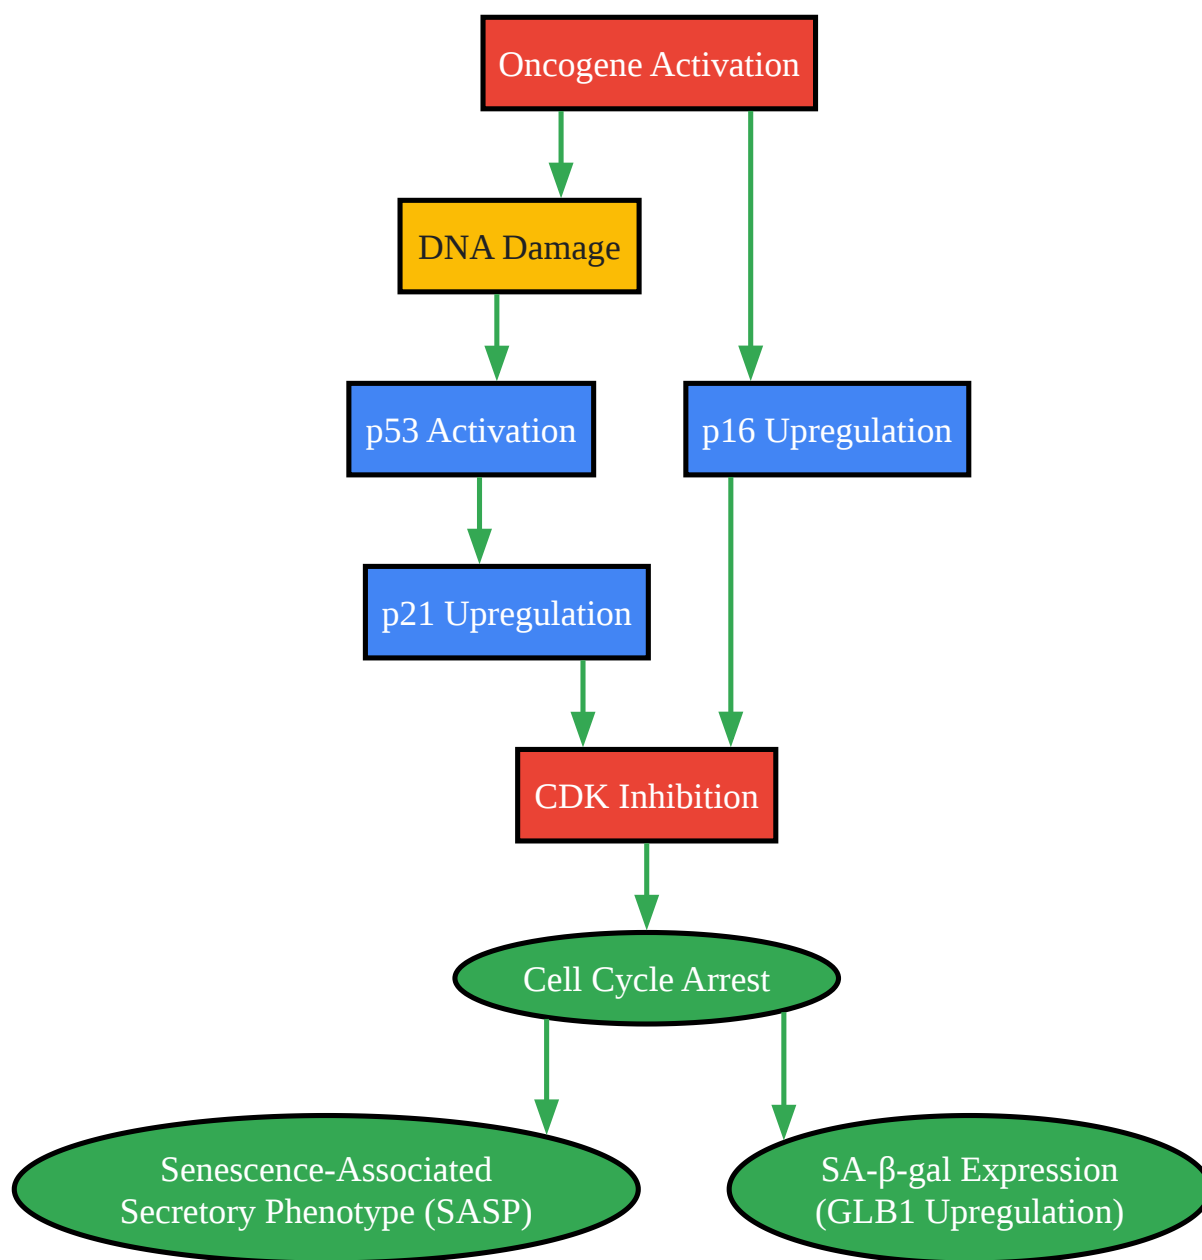 Oncogene Activation
DNA Damage
p53 Activation
p16 Upregulation
p21 Upregulation
CDK Inhibition
Cell Cycle Arrest
Senescence-Associated
Secretory Phenotype (SASP)
SA-β-gal Expression
(GLB1 Upregulation)